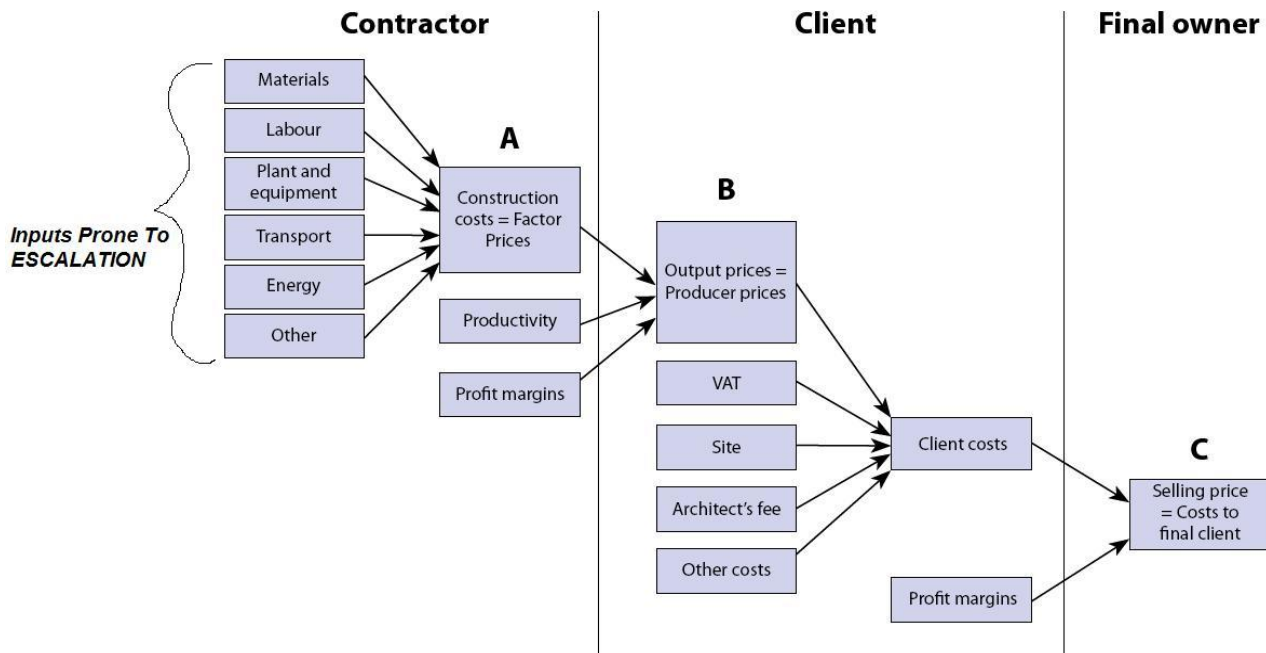 Contractor
Client
Final owner
Inputs Prone To
ESCALATION
Materials
Labour
Plant and
equipment
Transport
Energy
Other
A
Construction
costs = Factor
Prices
Productivity
Profit margins
B
Output prices =
Producer prices
VAT
Site
Architect's fee
Other costs
Client costs
Profit margins
C
Selling price
= Costs to
final client